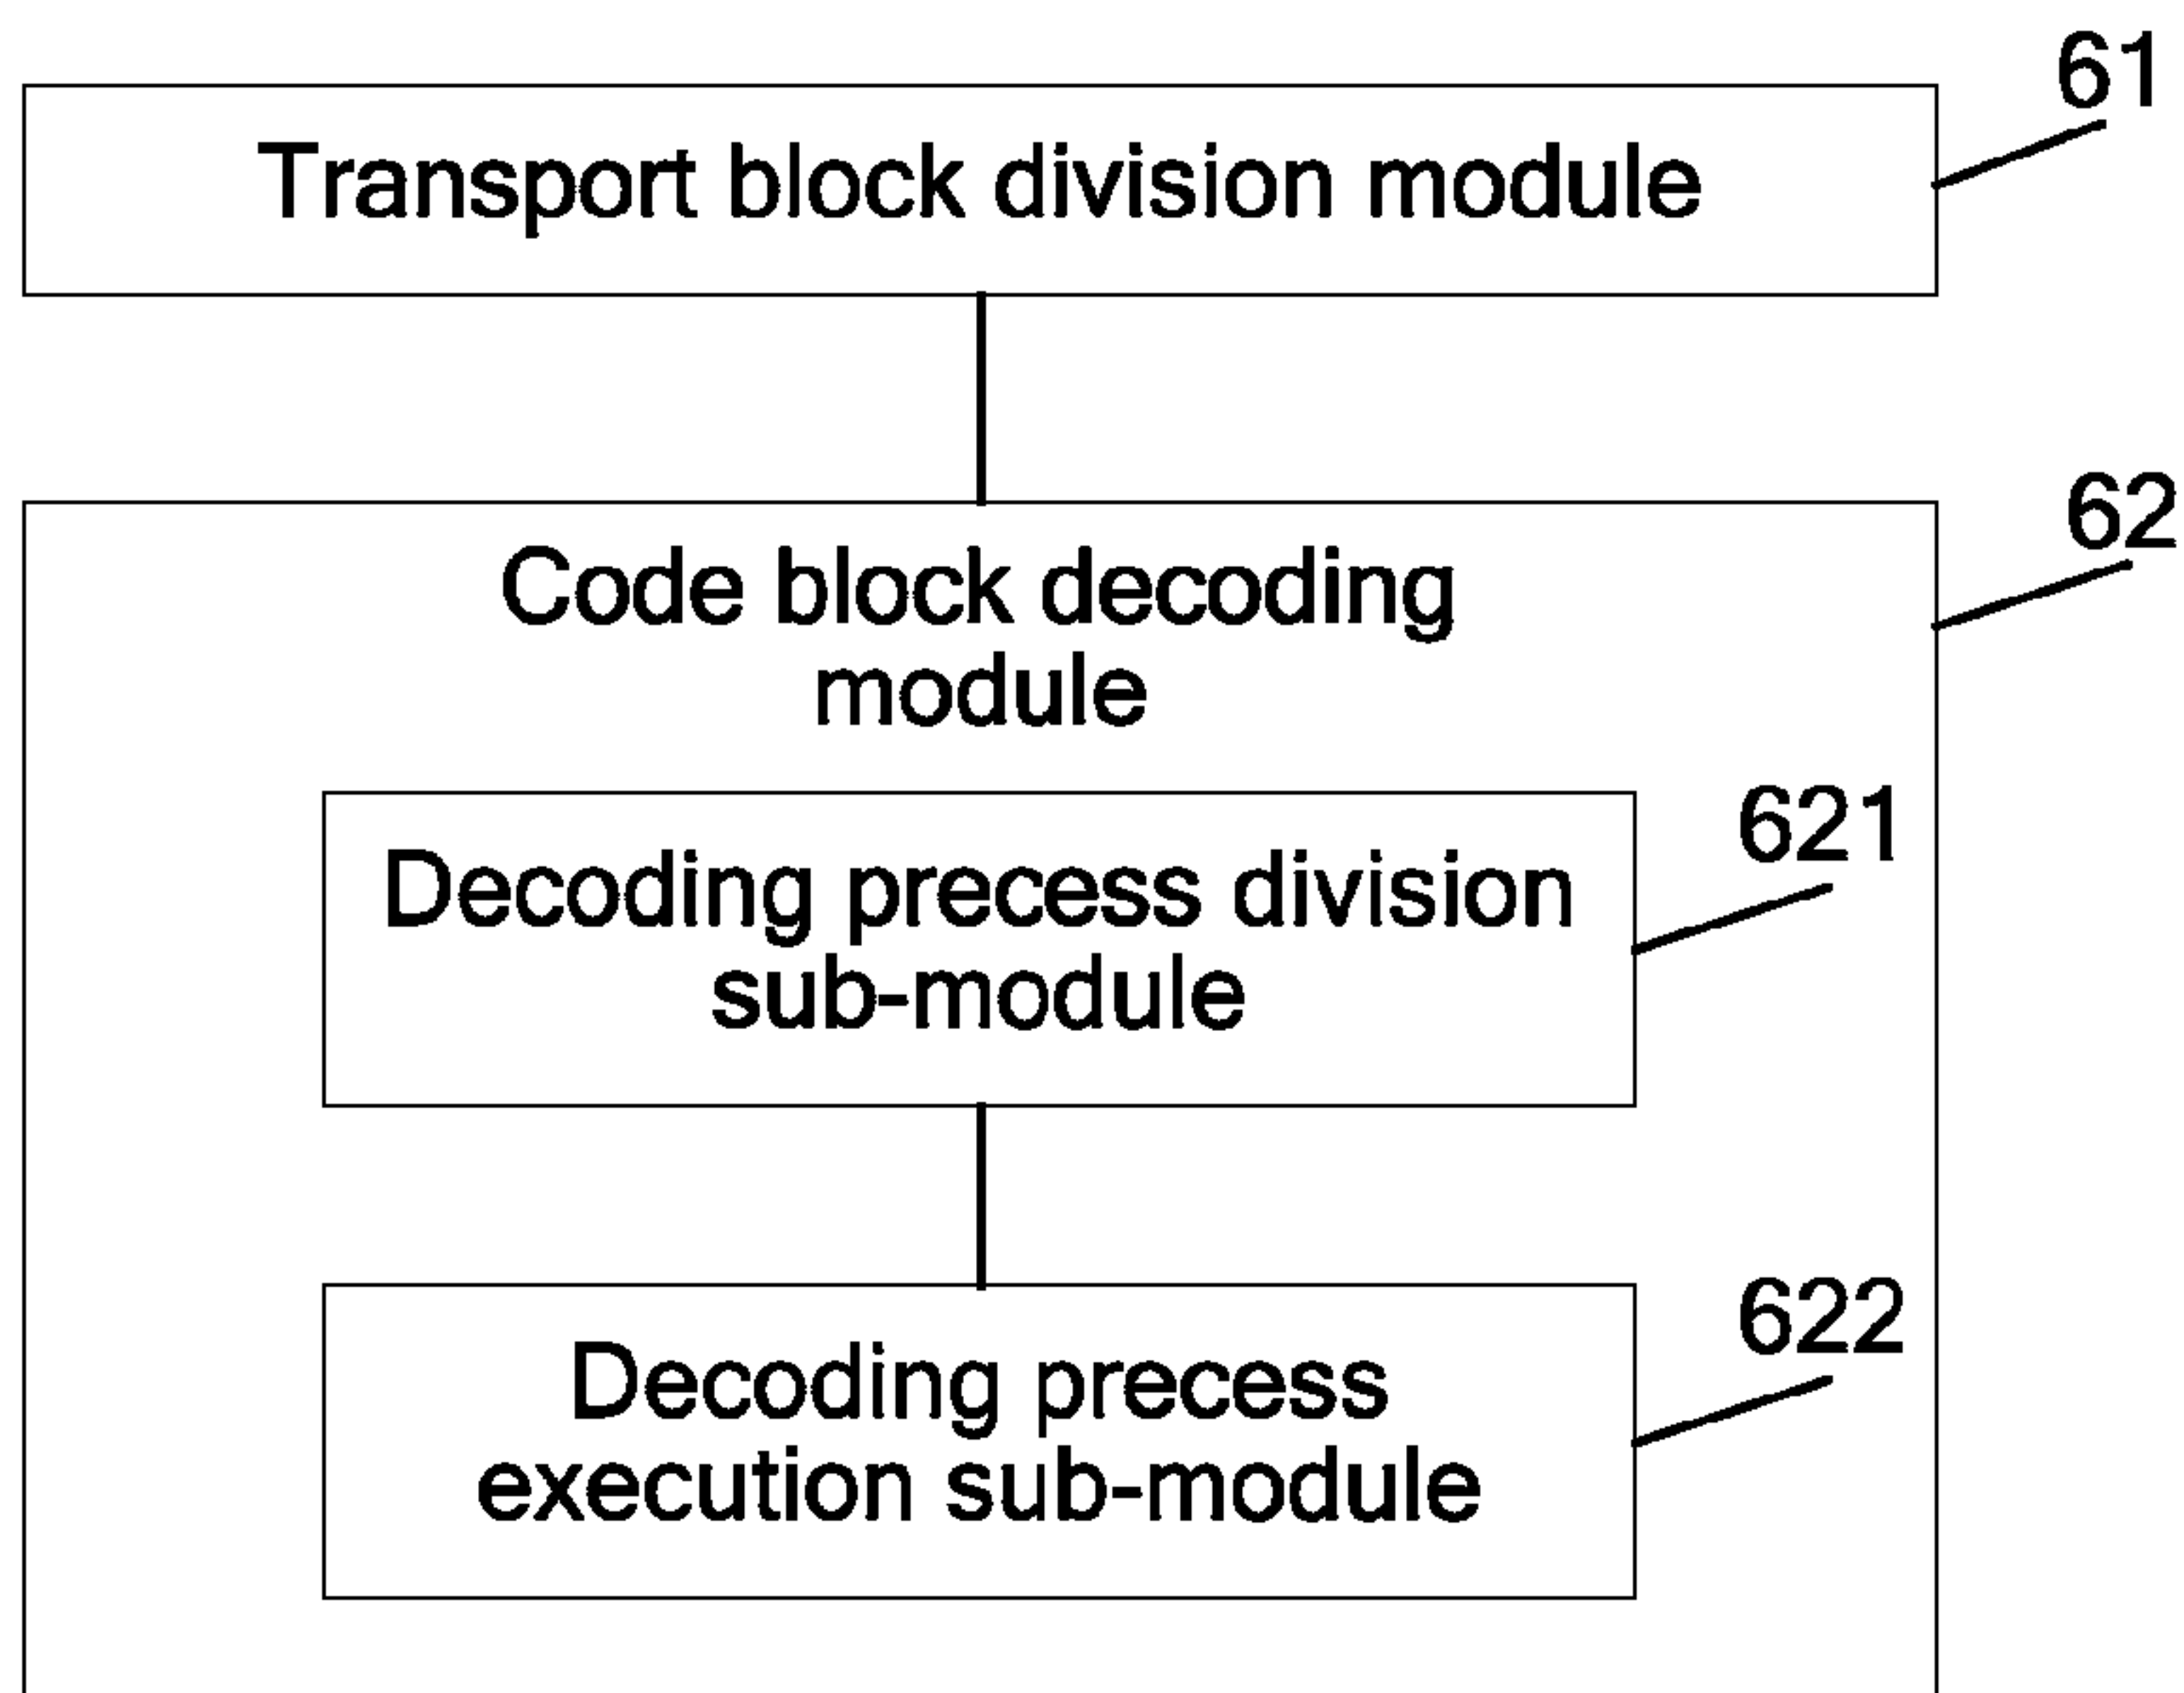 61
Transport block division module
62
Code block decoding
module
621
Decoding precess division
sub-module
622
Decoding precess
execution sub-module